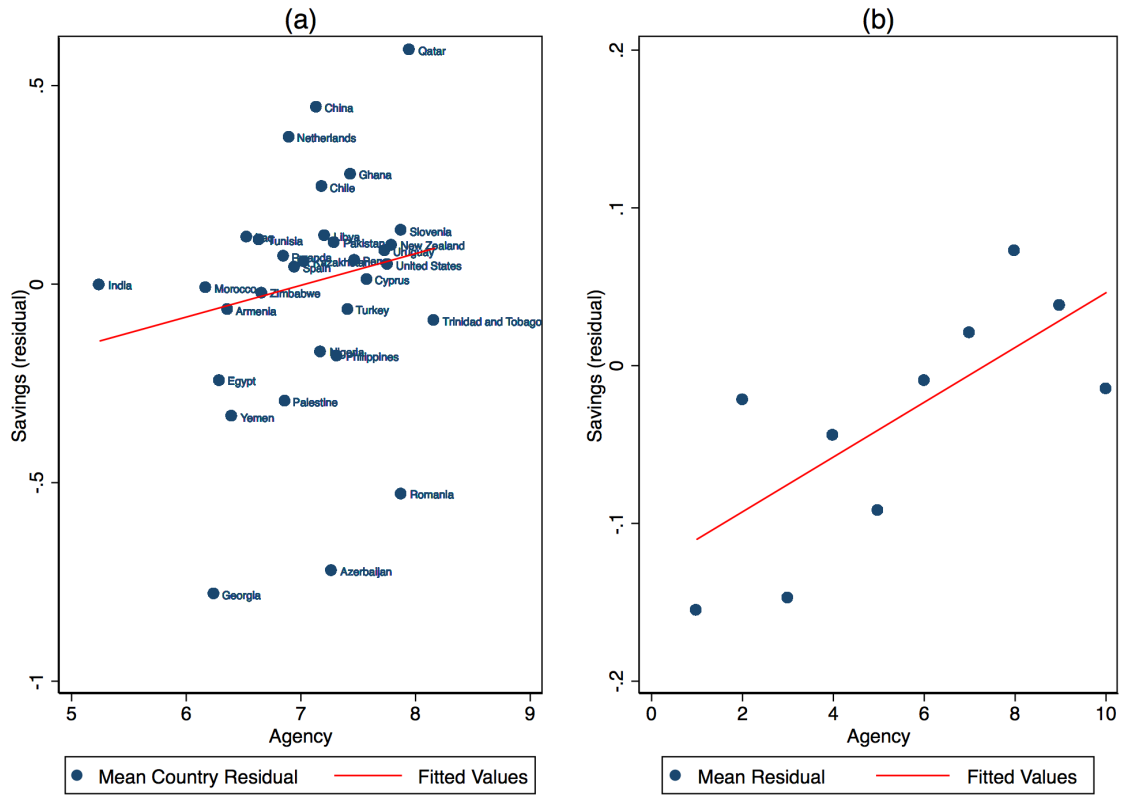 (a)
Savings (residual)
.5
0
-.5
-1
Qatar
China
Netherlands
Ghana
Chile
Slovenia
Libya
Tunisia
Pakistan
New Zealand
Uruguay
Rwanda
Kazakhstan
Spain
United States
Cyprus
India
Morocco
Zimbabwe
Armenia
Turkey
Trinidad and Tobago
Nigeria
Philippines
Egypt
Palestine
Yemen
Romania
Azerbaijan
Georgia
5 6 7 8 9
Agency
Mean Country Residual Fitted Values
(b)
Savings (residual)
.2
.1
0
-.1
-.2
0 2 4 6 8 10
Agency
Mean Residual Fitted Values